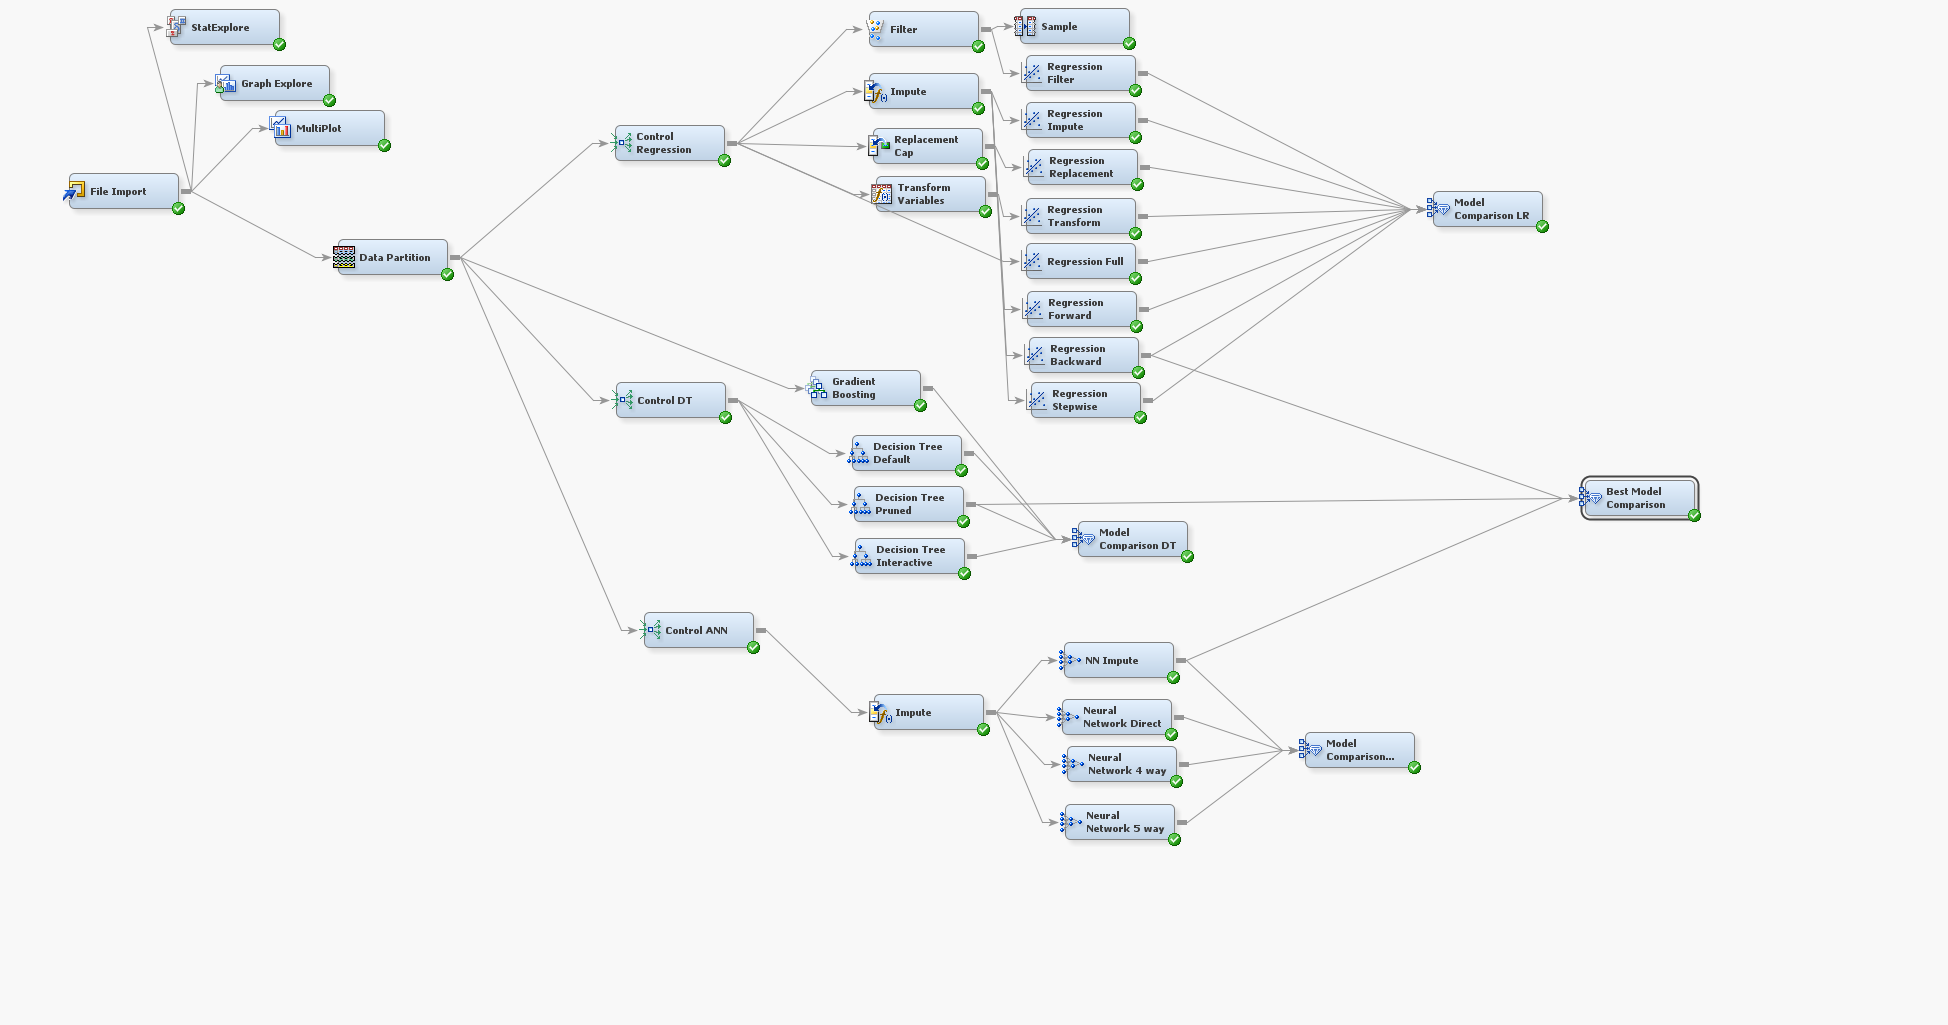 StatExplore
Graph Explore
MultiPlot
File Import
Data Partition
Control
Regression
Filter
Impute
Replacement
Cap
Transform
Variables
Sample
Regression
Filter
Regression
Impute
Regression
Replacement
Regression
Transform
Regression Full
Regression
Forward
Regression
Backward
Regression
Stepwise
Model
Comparison LR
Control DT
Gradient
Boosting
Decision Tree
Default
Decision Tree
Pruned
Decision Tree
Interactive
Model
Comparison DT
Best Model
Comparison
Control ANN
Impute
NN Impute
Neural
Network Direct
Neural
Network 4 way
Neural
Network 5 way
Model
Comparison...